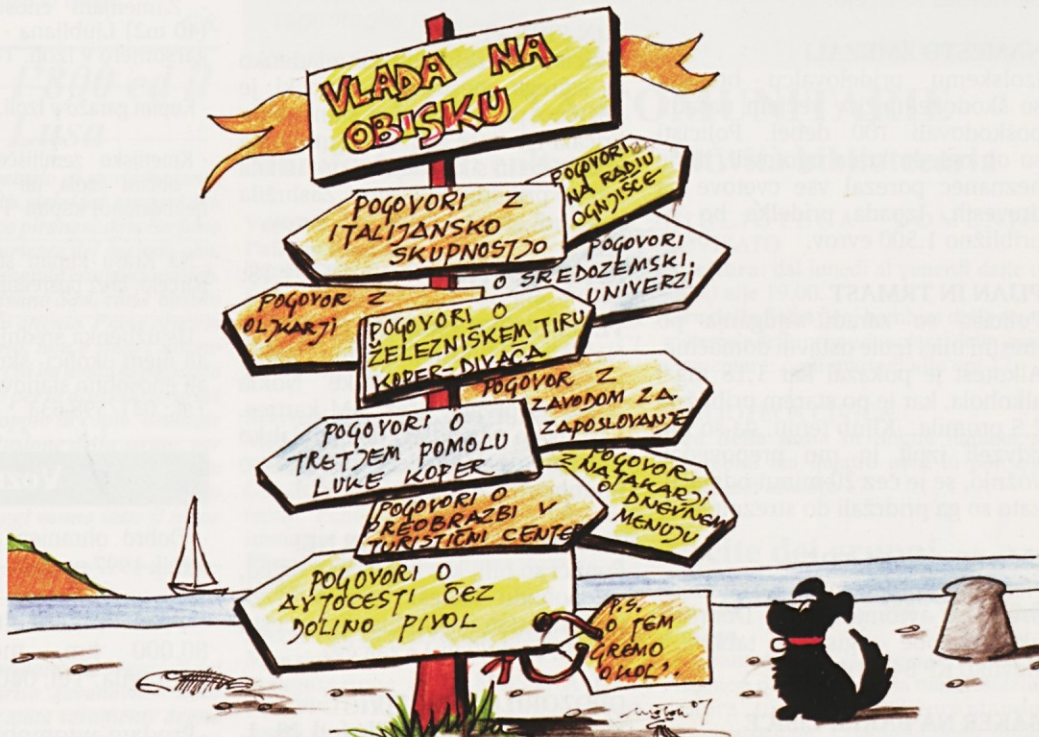 VLADA NA
OBISKU
POGOVORI
NA RADIU
OGNJIŠČE
POGOVORI Z
ITALIJANSKO
SKUPNOSTJO
POGOVORI
O SREDOZEMSKI
UNIVERZI
POGOVOR Z
OLJKARJI
POGOVORI O
ŽELEZNIŠKEM TIRU
KOPER-DIVAČA
POGOVOR Z
ZAVODOM ZA
ZAPOSLOVANJE
POGOVORI O
TRETJEM POMOLU
LUKE KOPER
POGOVOR
Z NATAKARJI
O DNEVNEM
MENUJU
POGOVORI O
PREOBRAZBI V
TURISTIČNI CENTER
POGOVORI O
AVTOCESTI ČEZ
DOLINO PIVOL
P.S.
O TEM
GREMO
OKOL'.